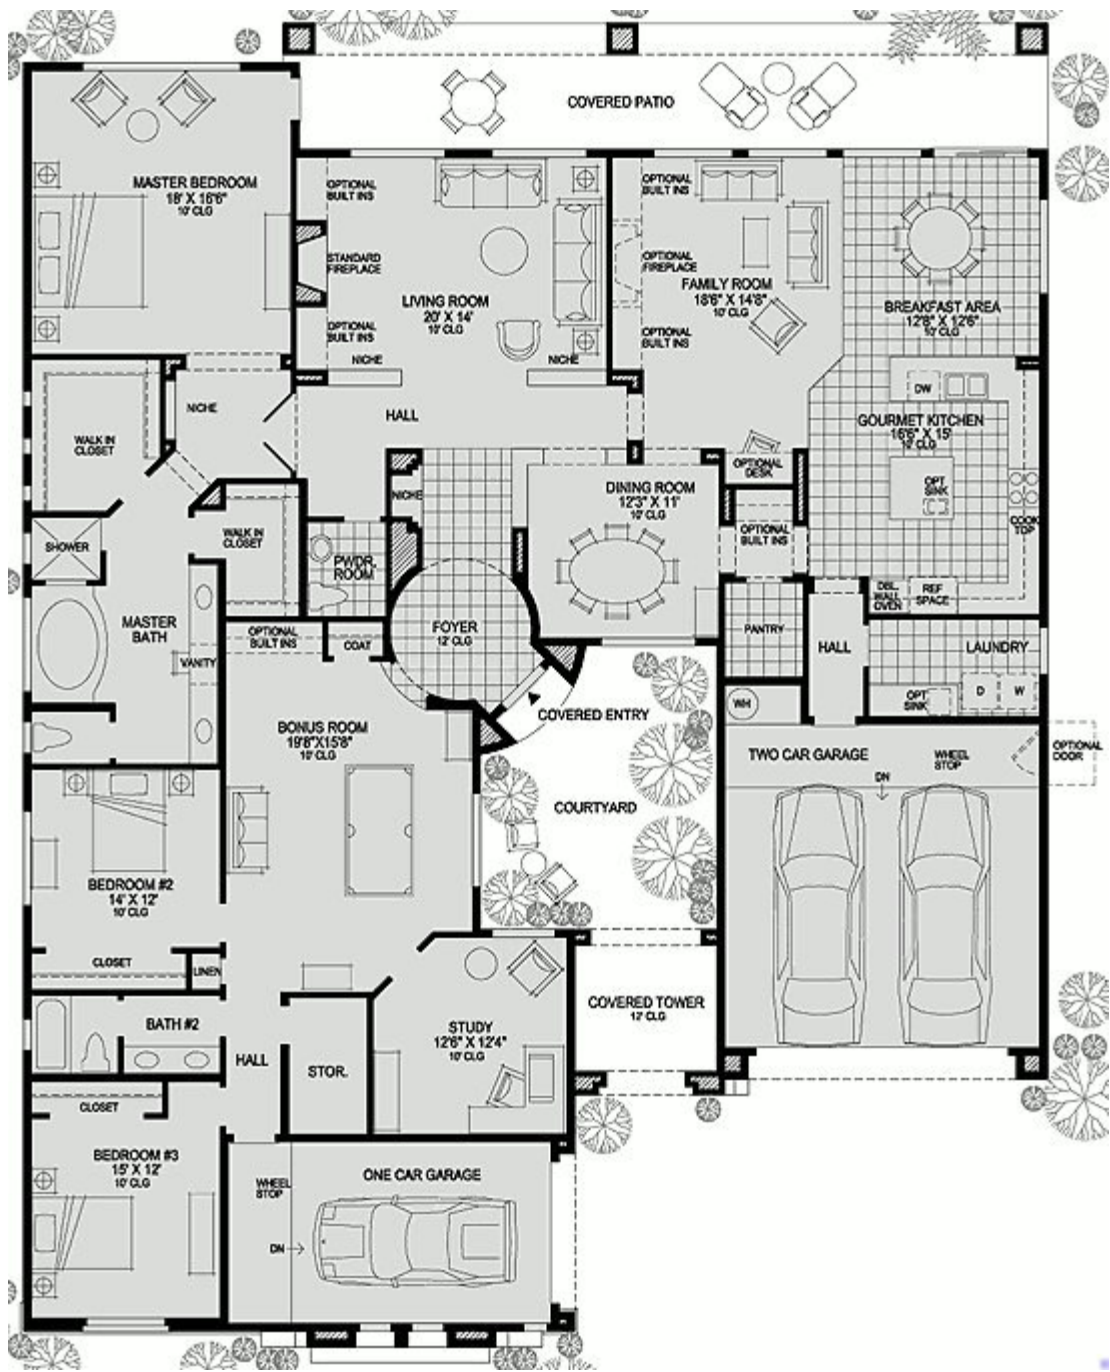 COVERED PATIO
MASTER BEDROOM
18' X 16'6"
10' CLG
OPTIONAL
BUILT INS
STANDARD
FIREPLACE
LIVING ROOM
20' X 14'
10' CLG
OPTIONAL
BUILT INS
NICHE
NICHE
OPTIONAL
BUILT INS
OPTIONAL
FIREPLACE
FAMILY ROOM
18'6" X 14'8"
10' CLG
OPTIONAL
BUILT INS
BREAKFAST AREA
12'8" X 12'6"
10' CLG
DW
GOURMET KITCHEN
16'6" X 15'
10' CLG
OPT
SINK
COOK
TOP
NICHE
HALL
WALK IN
CLOSET
OPTIONAL
DESK
DINING ROOM
12'3" X 11'
10' CLG
NICHE
OPTIONAL
BUILT INS
WALK IN
CLOSET
SHOWER
PWDR.
ROOM
DBL.
WALL
OVEN
REF
SPACE
MASTER
BATH
FOYER
12' CLG
PANTRY
OPTIONAL
BUILT INS
COAT
HALL
LAUNDRY
VANITY
OPT
SINK
D
W
WH
COVERED ENTRY
BONUS ROOM
19'8"X15'8"
10' CLG
TWO CAR GARAGE
WHEEL
STOP
DN
OPTIONAL
DOOR
COURTYARD
BEDROOM #2
14' X 12'
10' CLG
CLOSET
LINEN
COVERED TOWER
12' CLG
BATH #2
STUDY
12'6" X 12'4"
10' CLG
HALL
STOR.
CLOSET
BEDROOM #3
15' X 12'
10' CLG
WHEEL
STOP
ONE CAR GARAGE
DN